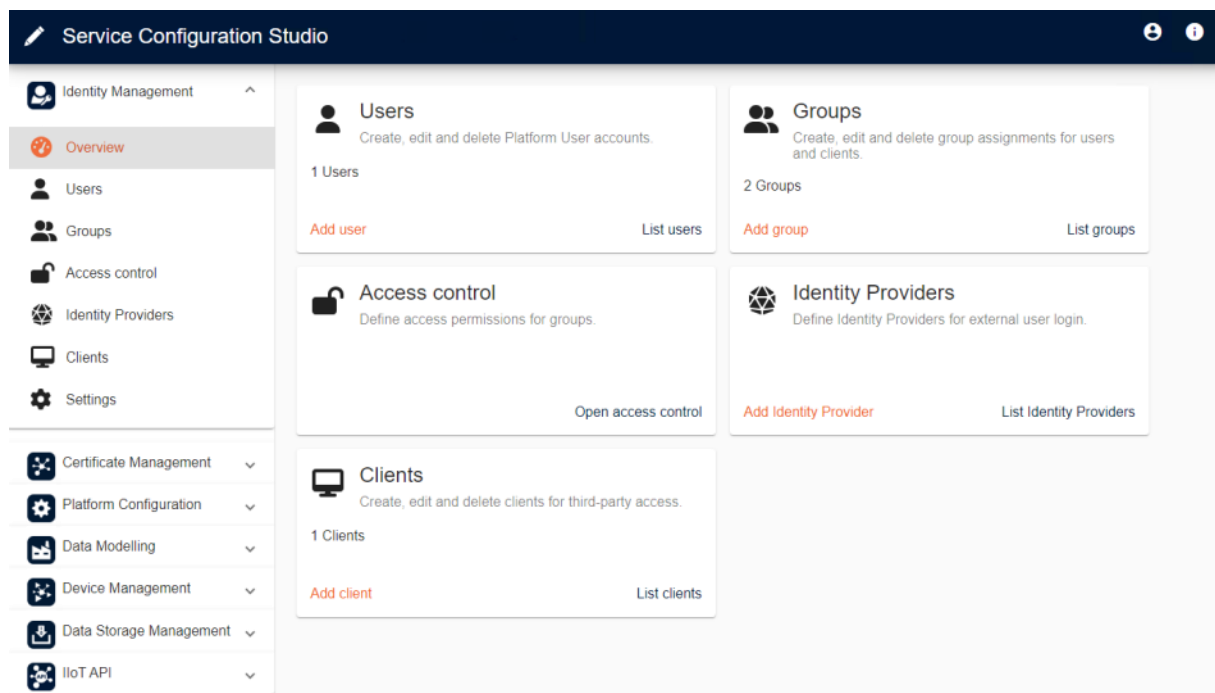 Service Configuration Studio
Identity Management
Overview
Users
Groups
Access control
Identity Providers
Clients
Settings
Certificate Management
Platform Configuration
Data Modelling
Device Management
Data Storage Management
IIoT API
Users
Create, edit and delete Platform User accounts.
1 Users
Add user
List users
Groups
Create, edit and delete group assignments for users
and clients.
2 Groups
Add group
List groups
Access control
Define access permissions for groups.
Open access control
Identity Providers
Define Identity Providers for external user login.
Add Identity Provider
List Identity Providers
Clients
Create, edit and delete clients for third-party access.
1 Clients
Add client
List clients